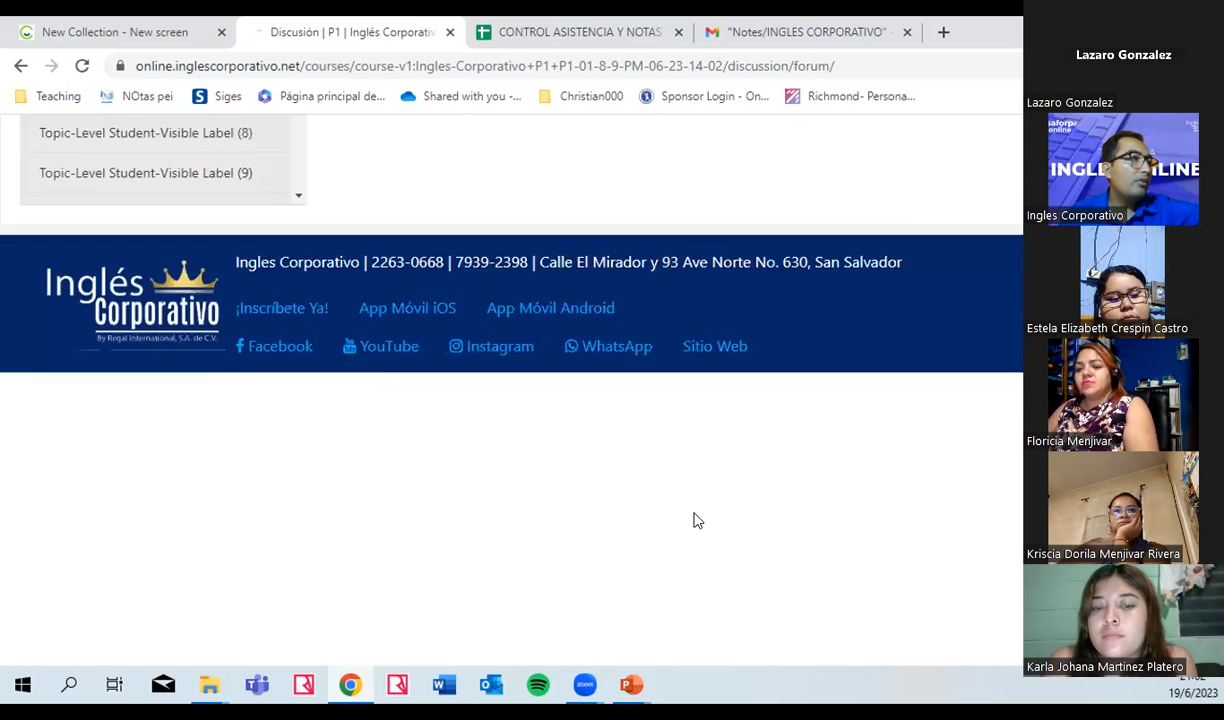 New Collection - New screen
Discusión | P1 | Inglés Corporativ
CONTROL ASISTENCIA Y NOTAS
"Notes/INGLES CORPORATIVO" -
online.inglescorporativo.net/courses/course-v1:Ingles-Corporativo+P1+P1-01-8-9-PM-06-23-14-02/discussion/forum/
Teaching
NOtas pei
Siges
Página principal de...
Shared with you -...
Christian000
Sponsor Login - On...
Richmond- Persona...
Topic-Level Student-Visible Label (8)
Topic-Level Student-Visible Label (9)
Inglés
Corporativo
By Regal International, S.A. de C.V.
Ingles Corporativo | 2263-0668 | 7939-2398 | Calle El Mirador y 93 Ave Norte No. 630, San Salvador
¡Inscríbete Ya!
App Móvil iOS
App Móvil Android
Facebook
YouTube
Instagram
WhatsApp
Sitio Web
19/6/2023
Lazaro Gonzalez
Lazaro Gonzalez
Ingles Corporativo
Estela Elizabeth Crespin Castro
Floricia Menjivar
Kriscia Dorila Menjivar Rivera
Karla Johana Martinez Platero